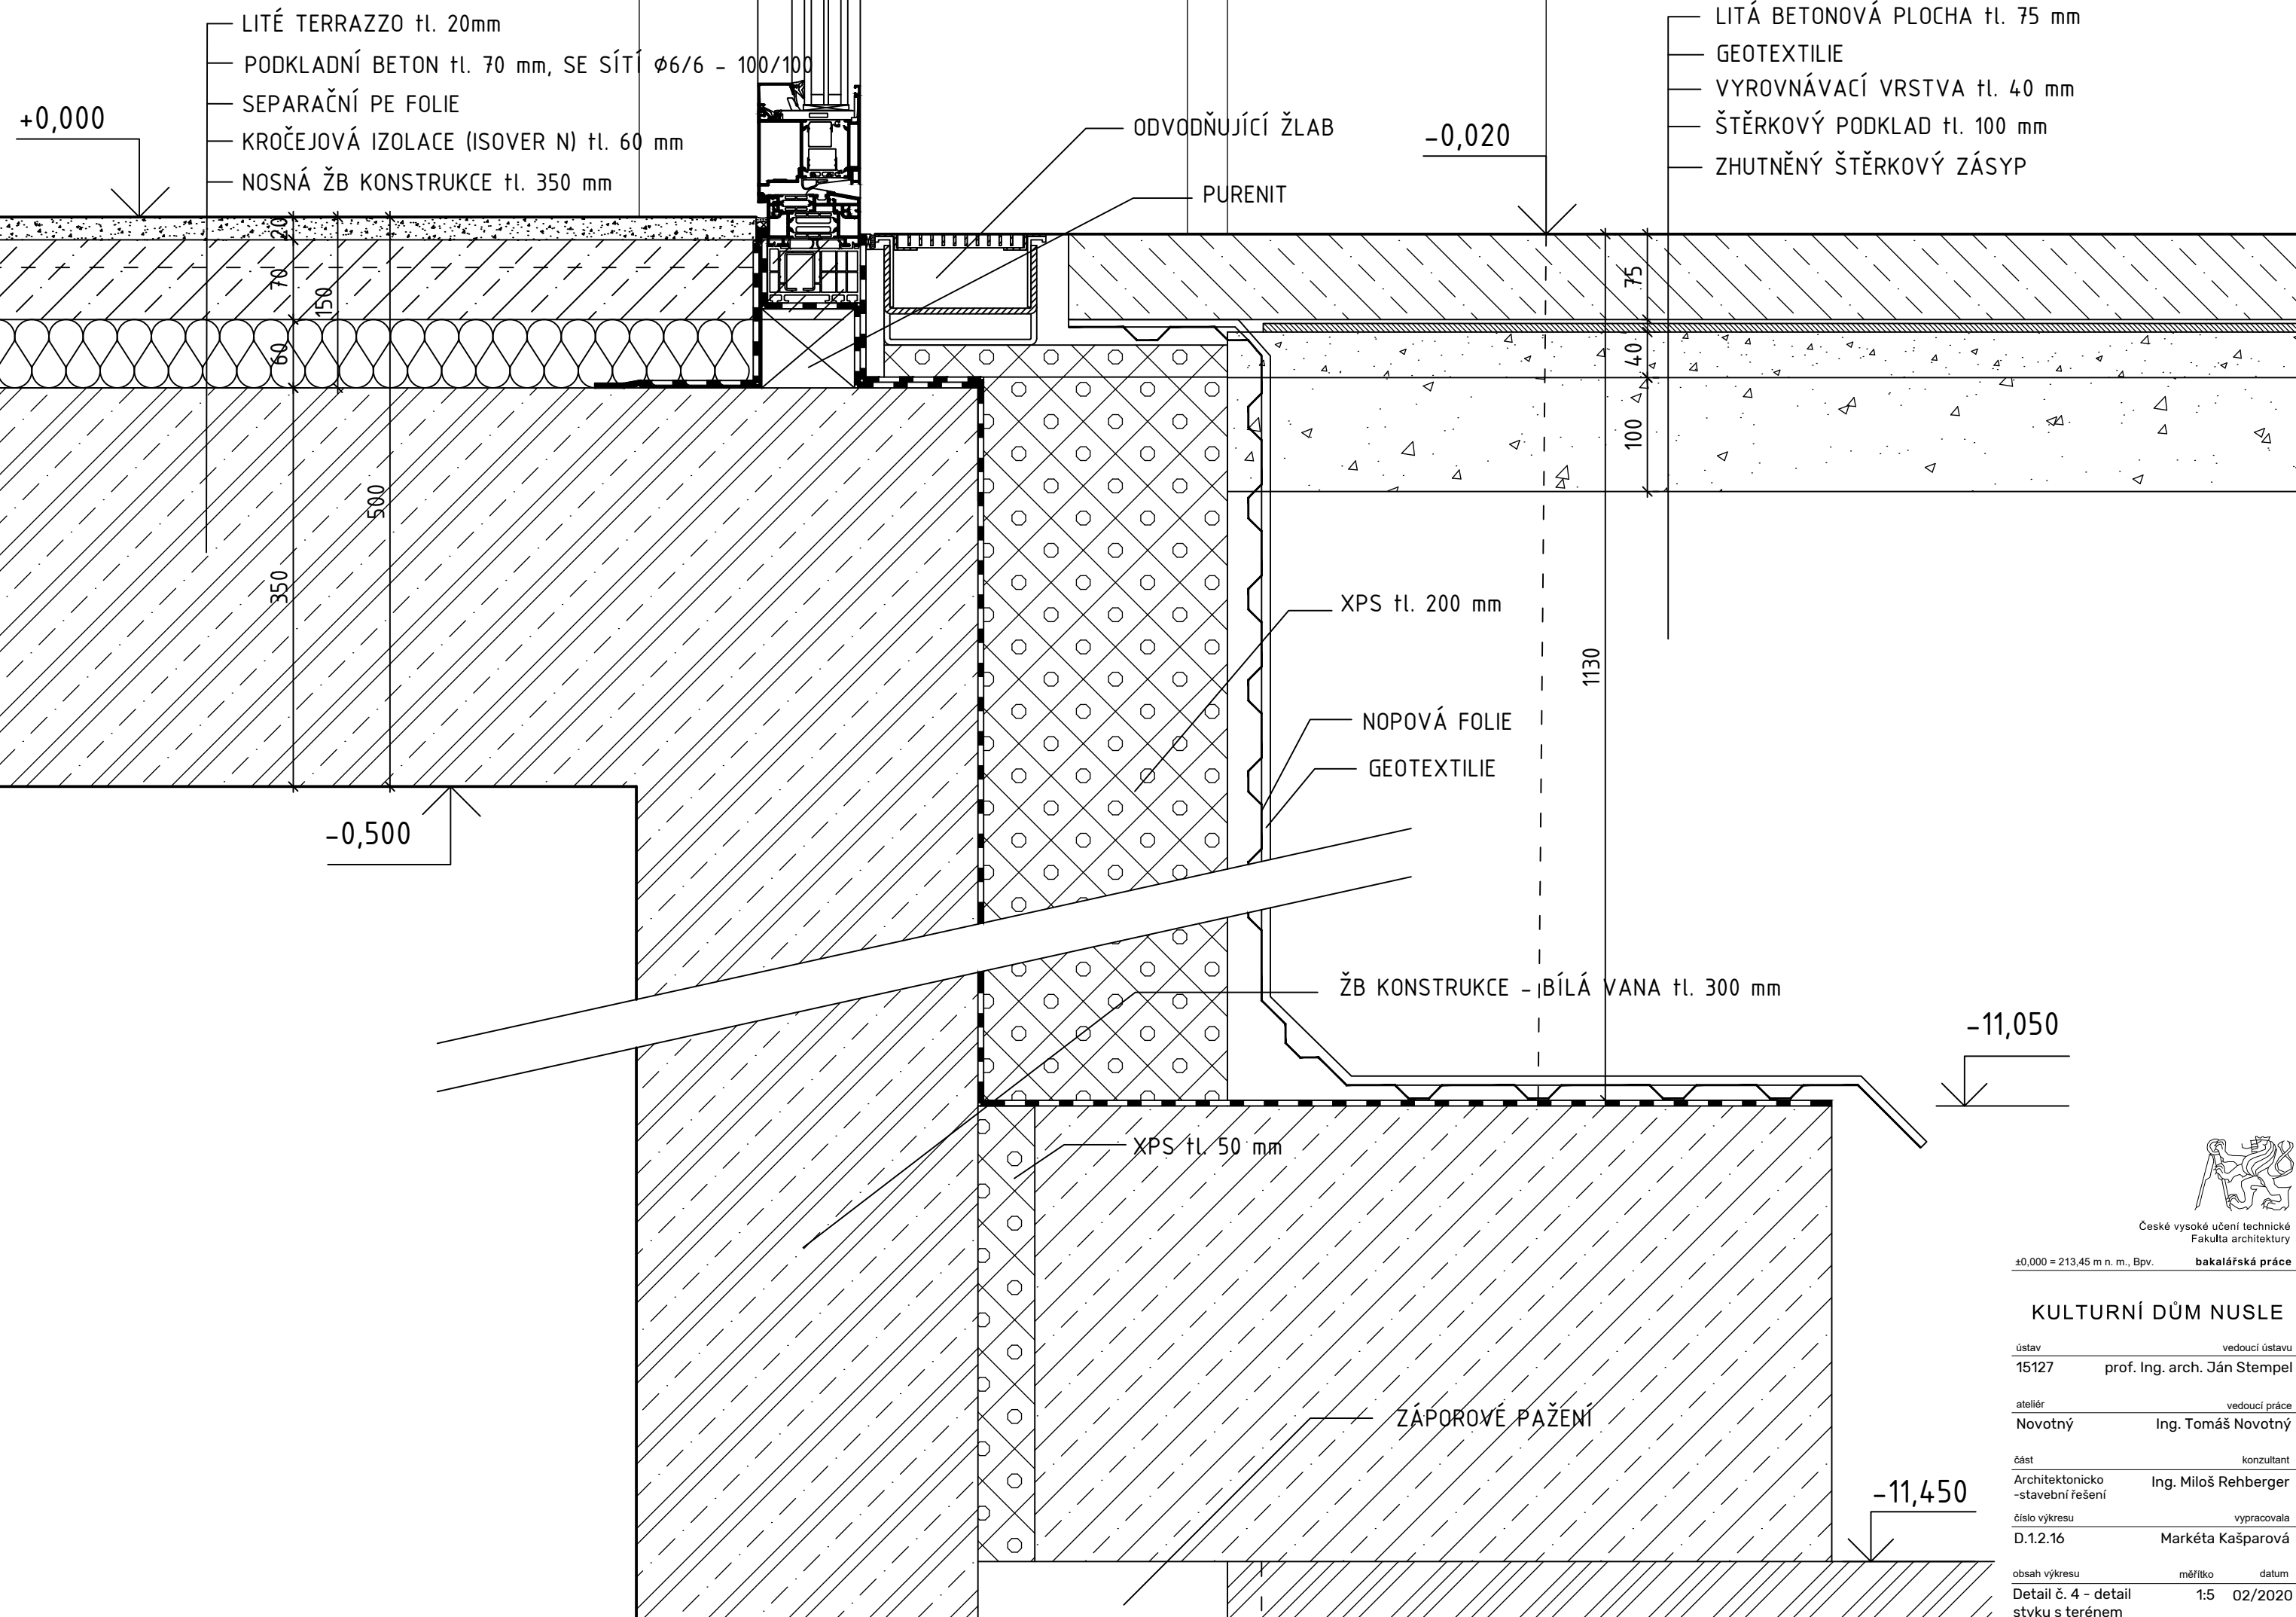 LITÉ TERRAZZO tl. 20mm
PODKLADNÍ BETON tl. 70 mm, SE SÍTÍ Ø6/6 - 100/100
SEPARAČNÍ PE FOLIE
KROČEJOVÁ IZOLACE (ISOVER N) tl. 60 mm
NOSNÁ ŽB KONSTRUKCE tl. 350 mm
+0,000
LITÁ BETONOVÁ PLOCHA tl. 75 mm
GEOTEXTILIE
VYROVNÁVACÍ VRSTVA tl. 40 mm
ŠTĚRKOVÝ PODKLAD tl. 100 mm
ZHUTNĚNÝ ŠTĚRKOVÝ ZÁSYP
ODVODŇUJÍCÍ ŽLAB
-0,020
PURENIT
20
70
150
60
500
350
75
40
100
1130
XPS tl. 200 mm
NOPOVÁ FOLIE
GEOTEXTILIE
-0,500
ŽB KONSTRUKCE - BÍLÁ VANA tl. 300 mm
-11,050
XPS tl. 50 mm
ZÁPOROVÉ PAŽENÍ
-11,450
České vysoké učení technické
Fakulta architektury
±0,000 = 213,45 m n. m., Bpv. bakalářská práce
KULTURNÍ DŮM NUSLE
ústav vedoucí ústavu
15127 prof. Ing. arch. Ján Stempel
ateliér vedoucí práce
Novotný Ing. Tomáš Novotný
část konzultant
Architektonicko Ing. Miloš Rehberger
-stavební řešení
číslo výkresu vypracovala
D.1.2.16 Markéta Kašparová
obsah výkresu měřítko datum
Detail č. 4 - detail 1:5 02/2020
styku s terénem